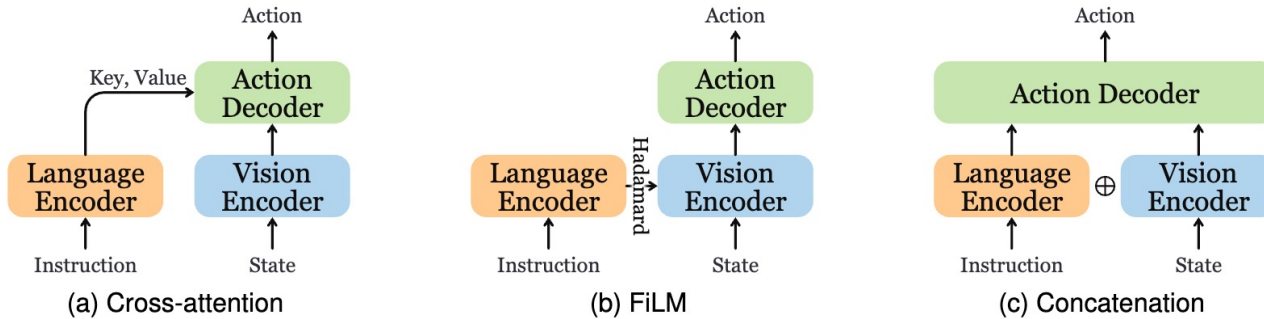 Action
Key, Value
Action
Decoder
Language
Encoder
Vision
Encoder
Instruction
State
(a) Cross-attention
Action
Action
Decoder
Language
Encoder
Hadamard
Vision
Encoder
Instruction
State
(b) FiLM
Action
Action Decoder
Language
Encoder
⊕
Vision
Encoder
Instruction
State
(c) Concatenation